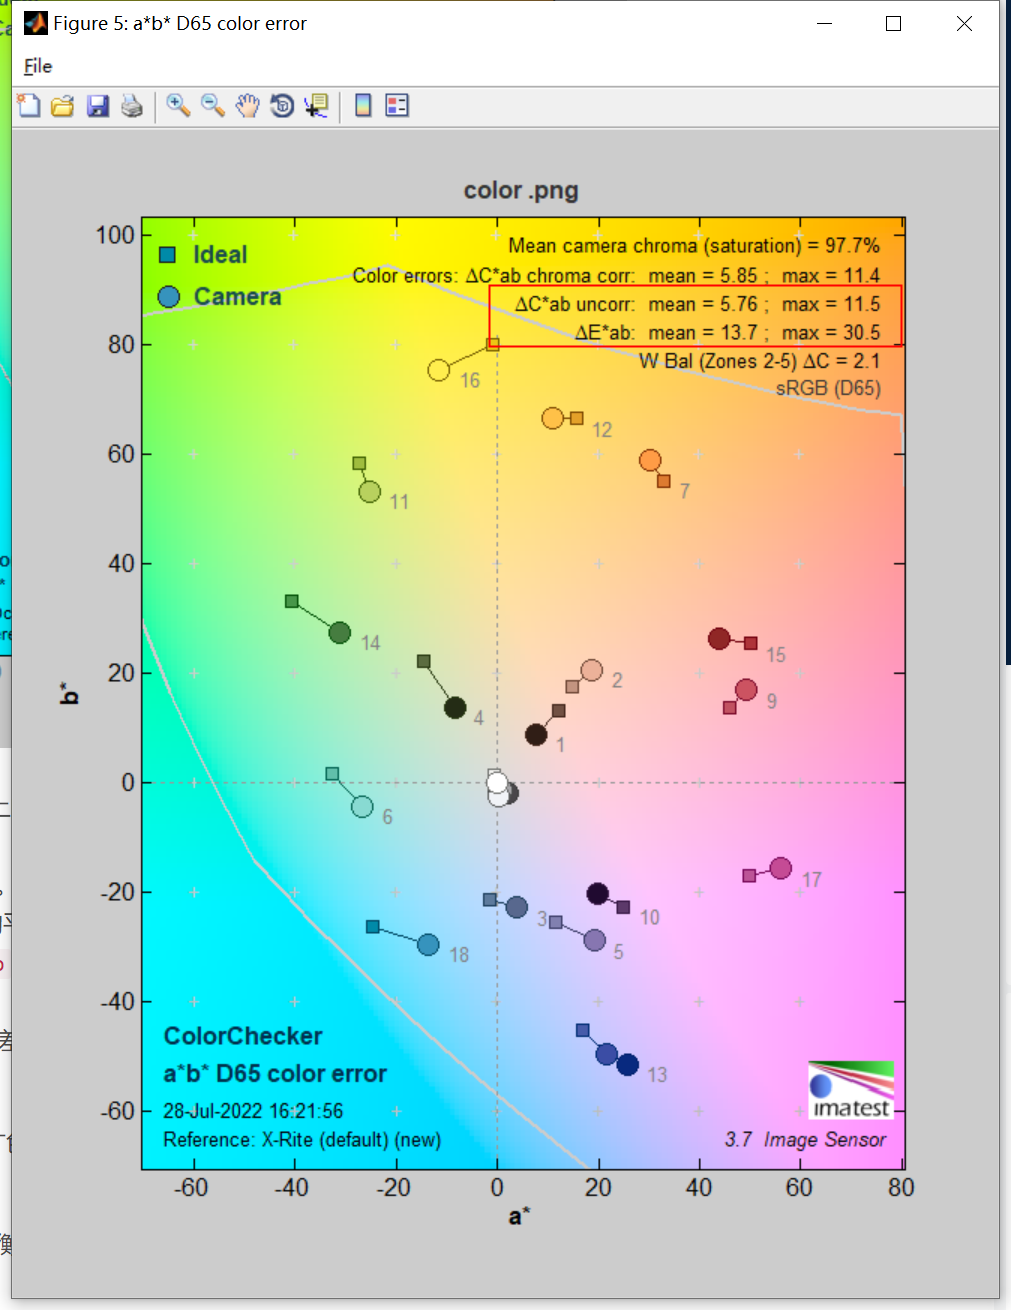 Figure 5: a*b* D65 color error
File
color .png
Mean camera chroma (saturation) = 97.7%
Color errors: ΔC*ab chroma corr: mean = 5.85 ; max = 11.4
ΔC*ab uncorr: mean = 5.76 ; max = 11.5
ΔE*ab: mean = 13.7 ; max = 30.5
W Bal (Zones 2-5) ΔC = 2.1
sRGB (D65)
Ideal
Camera
100
80
60
40
20
0
-20
-40
-60
b*
16
12
7
11
14
15
2
9
4
1
6
17
3
10
5
18
13
ColorChecker
a*b* D65 color error
28-Jul-2022 16:21:56
Reference: X-Rite (default) (new)
imatest
3.7 Image Sensor
-60
-40
-20
0
20
40
60
80
a*